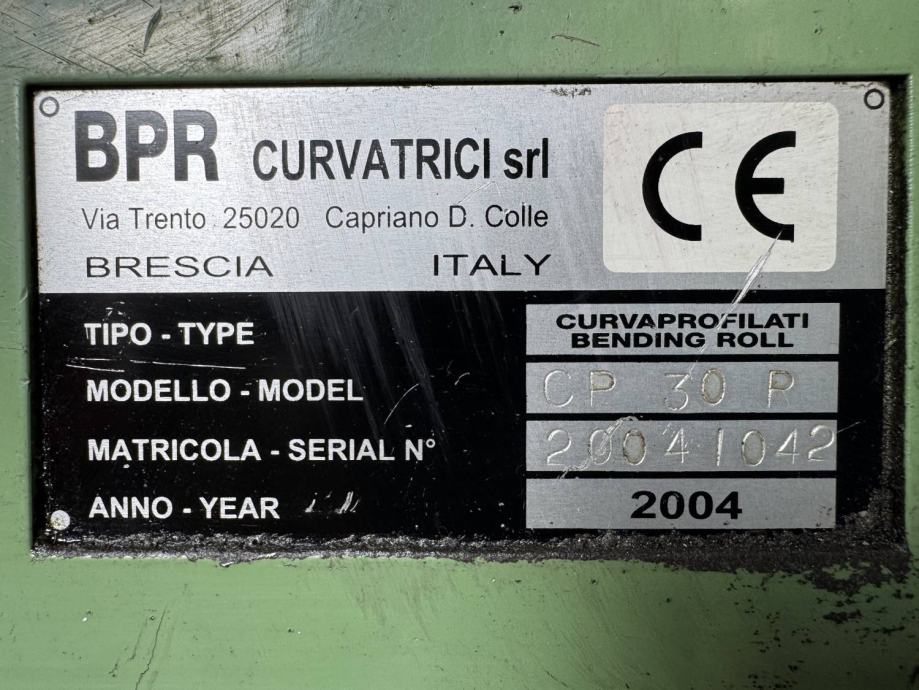 BPR CURVATRICI srl
Via Trento 25020 Capriano D. Colle
BRESCIA ITALY
CE
TIPO - TYPE CURVAPROFILATI
BENDING ROLL
MODELLO - MODEL CP 30 P
MATRICOLA - SERIAL N° 20041042
ANNO - YEAR 2004